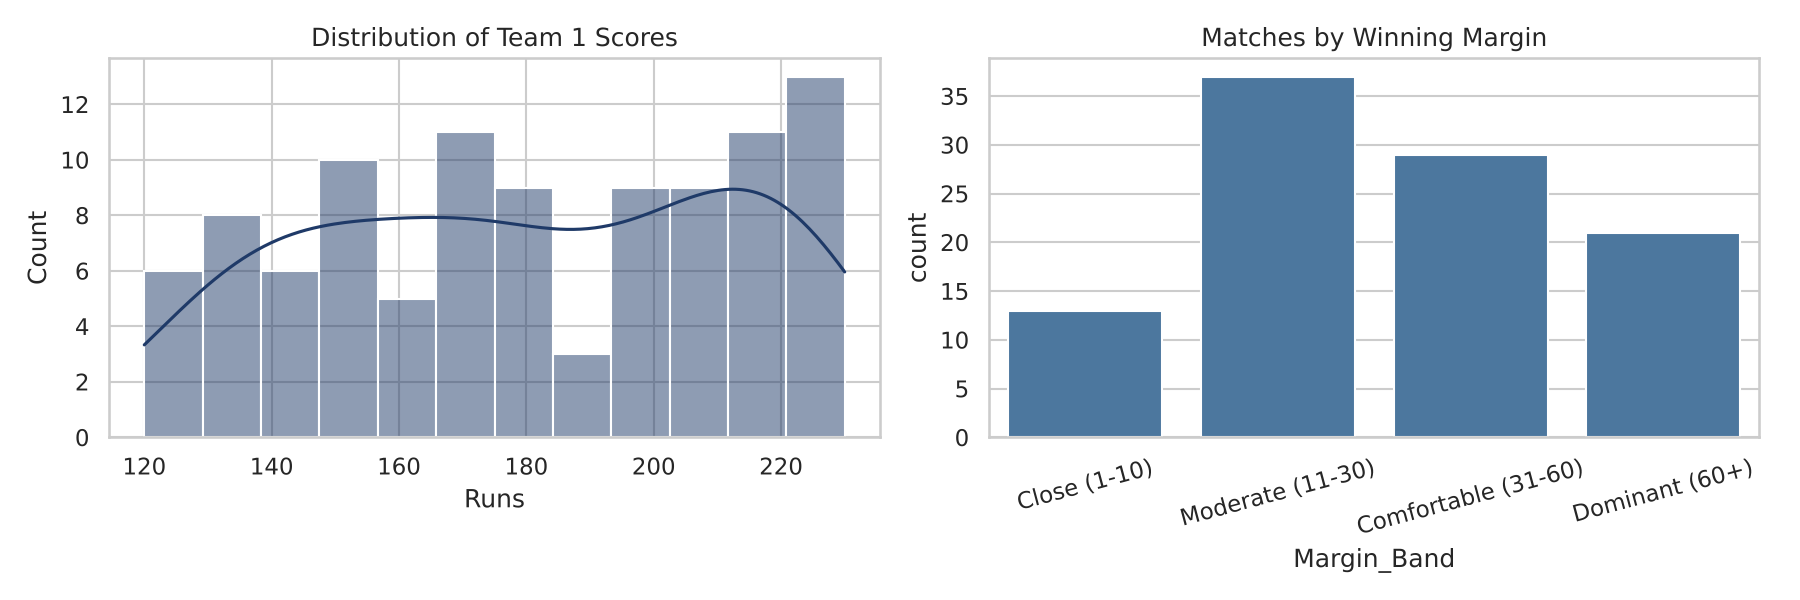 Distribution of Team 1 Scores
Count
12
10
8
6
4
2
0
120 140 160 180 200 220
Runs
Matches by Winning Margin
count
35
30
25
20
15
10
5
0
Close (1-10) Moderate (11-30) Comfortable (31-60) Dominant (60+)
Margin_Band